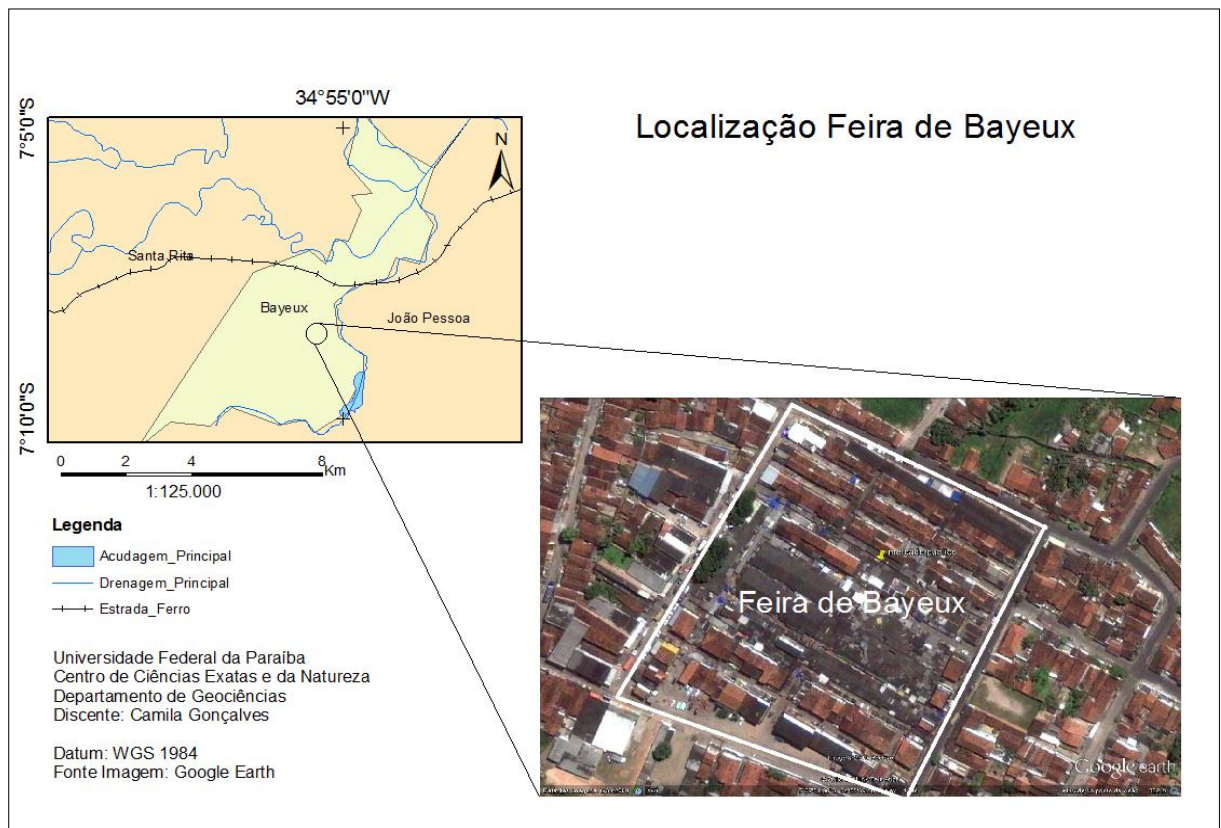 Localização Feira de Bayeux
34°55'0"W
7°5'0"S
N
Santa Rita
Bayeux
João Pessoa
7°10'0"S
0 2 4 8
Km
1:125.000
Legenda
Acudagem_Principal
Drenagem_Principal
Estrada_Ferro
Universidade Federal da Paraíba
Centro de Ciências Exatas e da Natureza
Departamento de Geociências
Discente: Camila Gonçalves
Datum: WGS 1984
Fonte Imagem: Google Earth
mercado público
Feira de Bayeux
Google earth